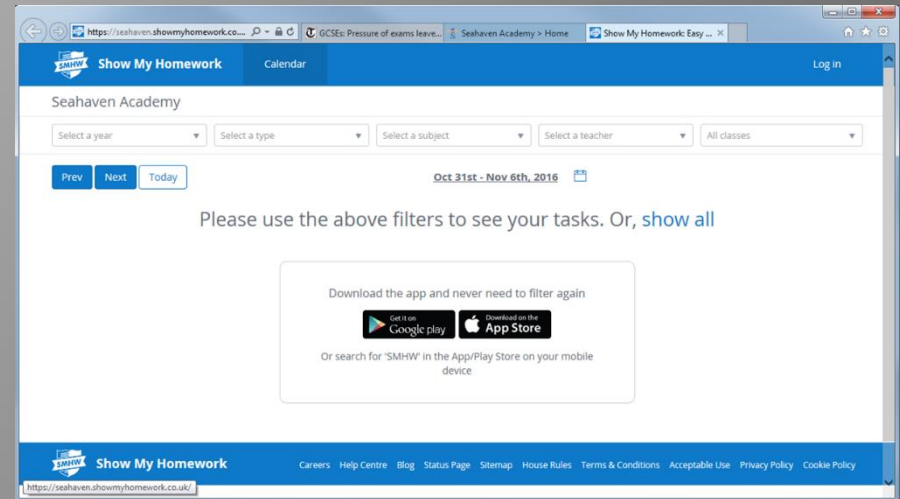 https://seahaven.showmyhomework.co....
GCSEs: Pressure of exams leave...
Seahaven Academy > Home
Show My Homework: Easy ...
SMHW
Show My Homework
Calendar
Log in
Seahaven Academy
Select a year
Select a type
Select a subject
Select a teacher
All classes
Prev
Next
Today
Oct 31st - Nov 6th, 2016
Please use the above filters to see your tasks. Or, show all
Download the app and never need to filter again
Get it on
Google play
Download on the
App Store
Or search for 'SMHW' in the App/Play Store on your mobile
device
SMHW
Show My Homework
Careers Help Centre Blog Status Page Sitemap House Rules Terms & Conditions Acceptable Use Privacy Policy Cookie Policy
https://seahaven.showmyhomework.co.uk/